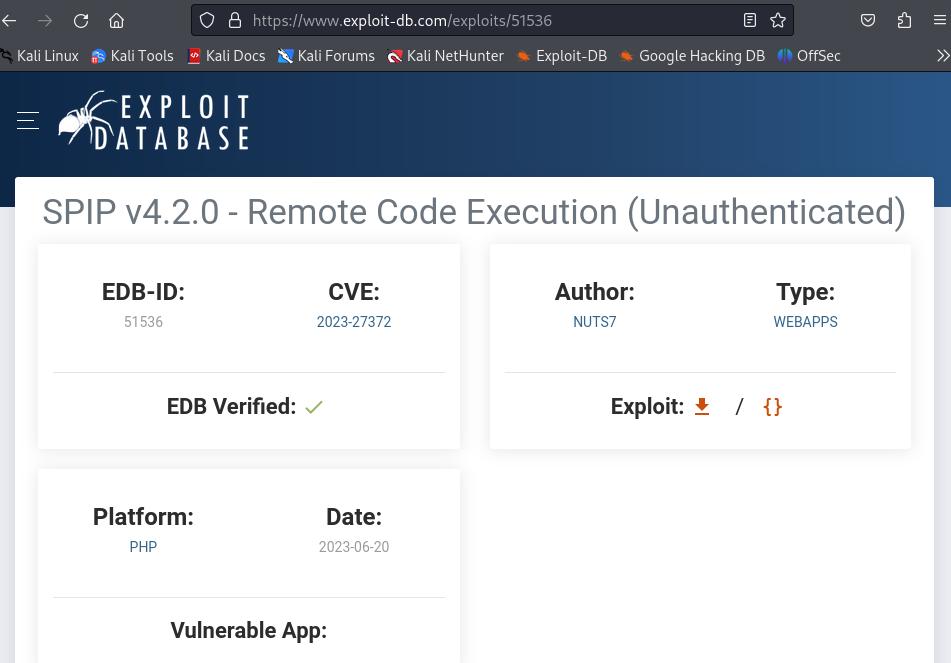 https://www.exploit-db.com/exploits/51536
Kali Linux Kali Tools Kali Docs Kali Forums Kali NetHunter Exploit-DB Google Hacking DB OffSec
EXPLOIT
DATABASE
SPIP v4.2.0 - Remote Code Execution (Unauthenticated)
EDB-ID: CVE:
51536 2023-27372
EDB Verified:
Author: Type:
NUTS7 WEBAPPS
Exploit: / {}
Platform: Date:
PHP 2023-06-20
Vulnerable App: